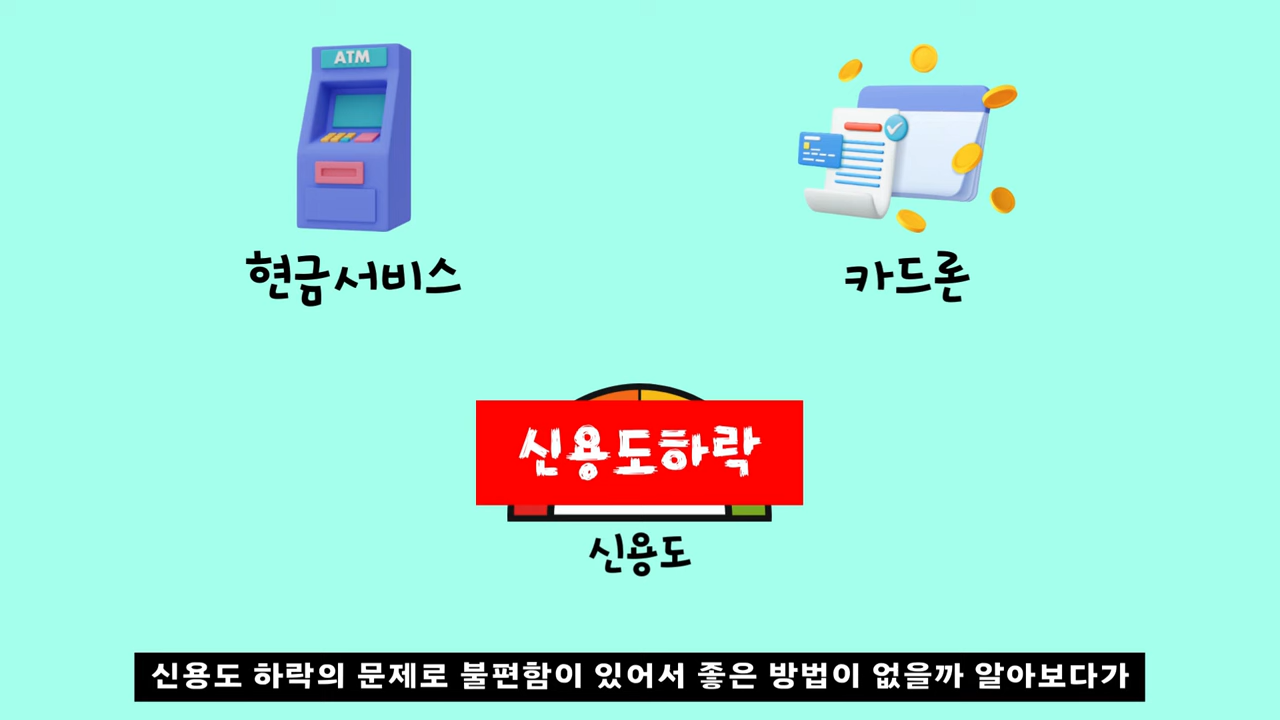 ATM
현금서비스
카드론
신용도하락
신용도
신용도 하락의 문제로 불편함이 있어서 좋은 방법이 없을까 알아보다가